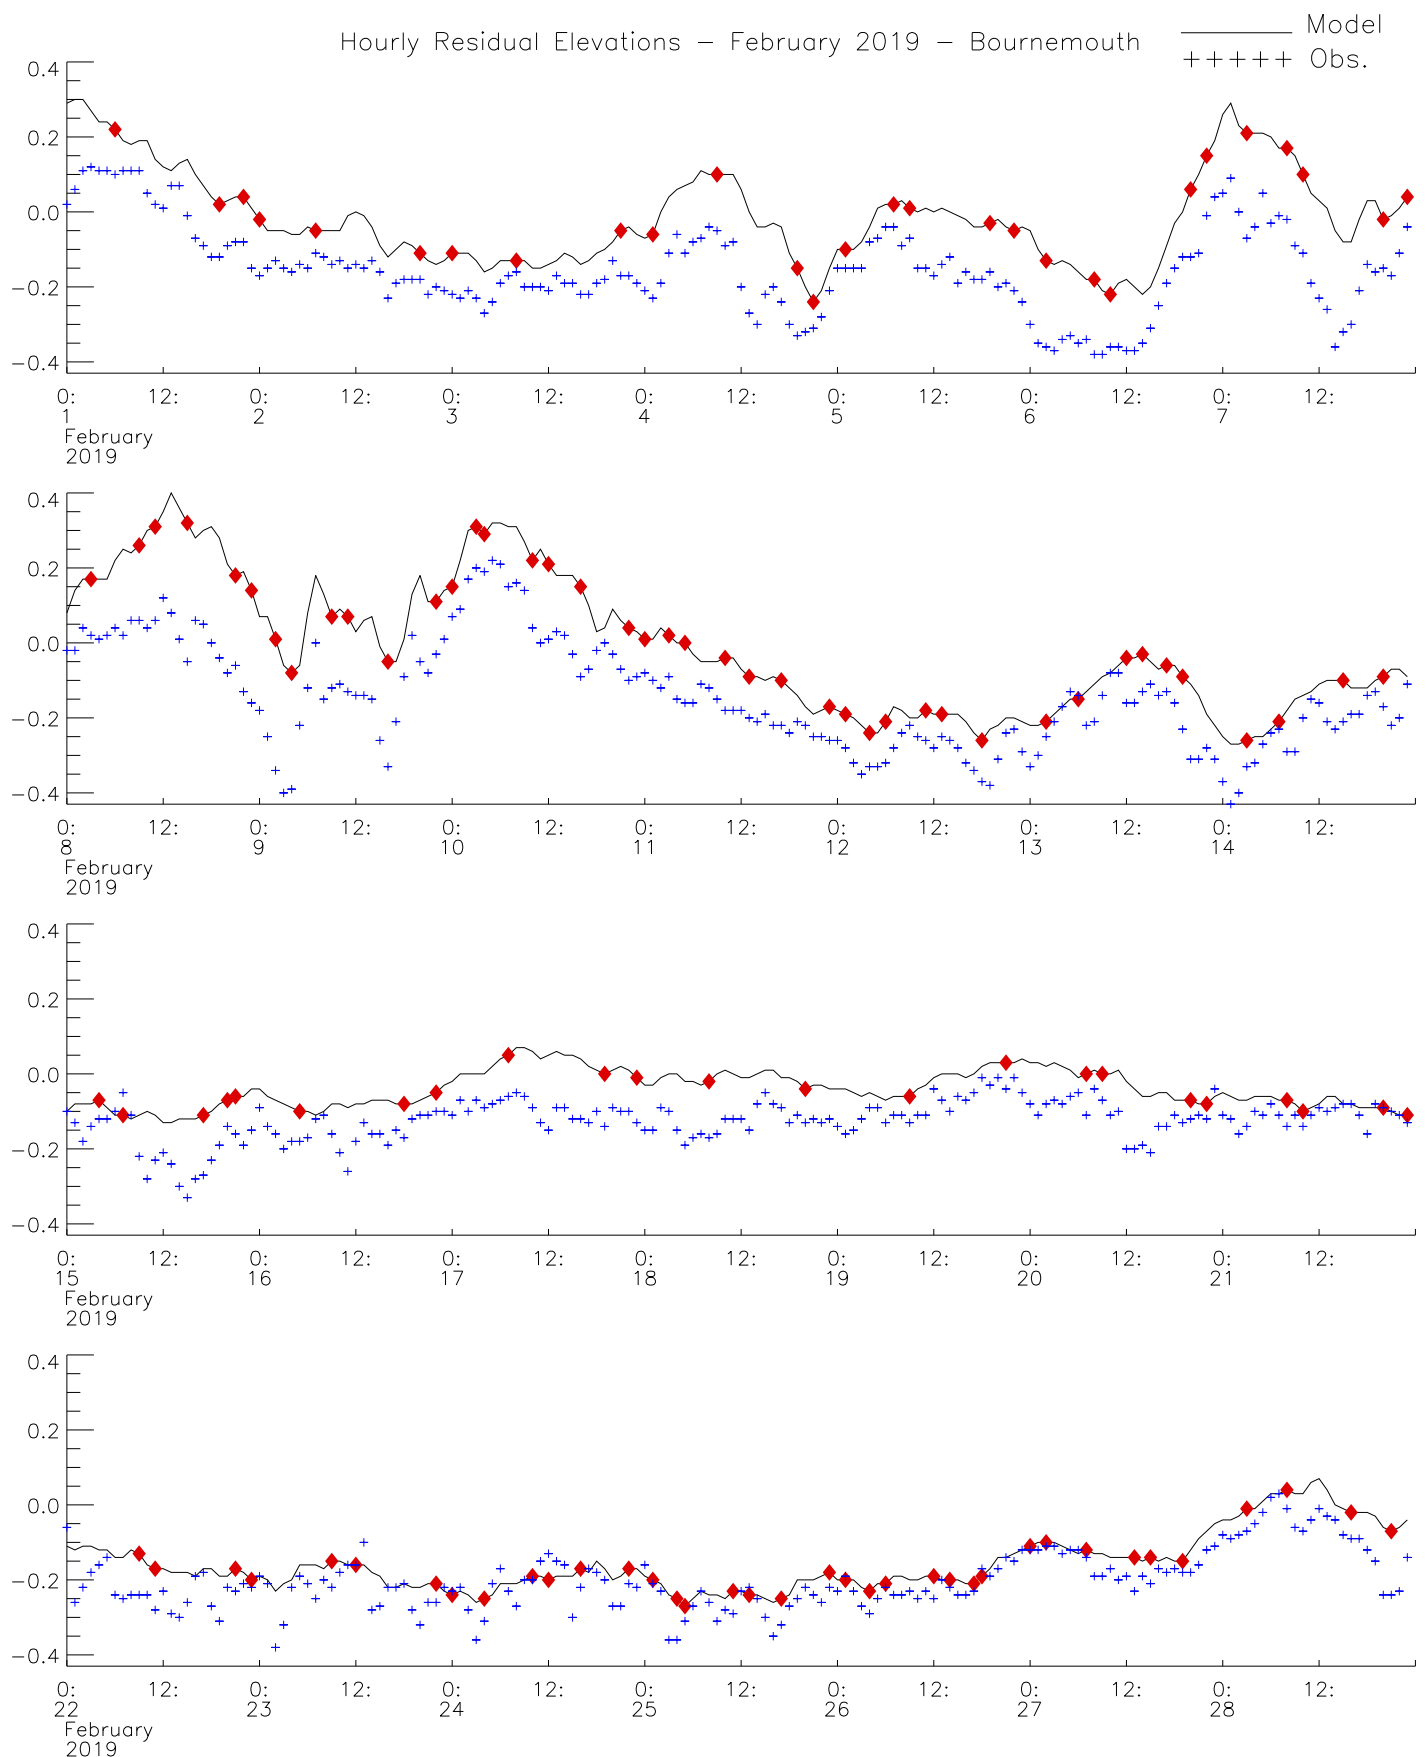 Hourly Residual Elevations − February 2019 − Bournemouth
Model
+++++ Obs.
0.4
0.2
0.0
−0.2
−0.4
0: 12: 0: 12: 0: 12: 0: 12: 0: 12: 0: 12: 0: 12:
1 2 3 4 5 6 7
February
2019
0.4
0.2
0.0
−0.2
−0.4
0: 12: 0: 12: 0: 12: 0: 12: 0: 12: 0: 12: 0: 12:
8 9 10 11 12 13 14
February
2019
0.4
0.2
0.0
−0.2
−0.4
0: 12: 0: 12: 0: 12: 0: 12: 0: 12: 0: 12: 0: 12:
15 16 17 18 19 20 21
February
2019
0.4
0.2
0.0
−0.2
−0.4
0: 12: 0: 12: 0: 12: 0: 12: 0: 12: 0: 12: 0: 12:
22 23 24 25 26 27 28
February
2019